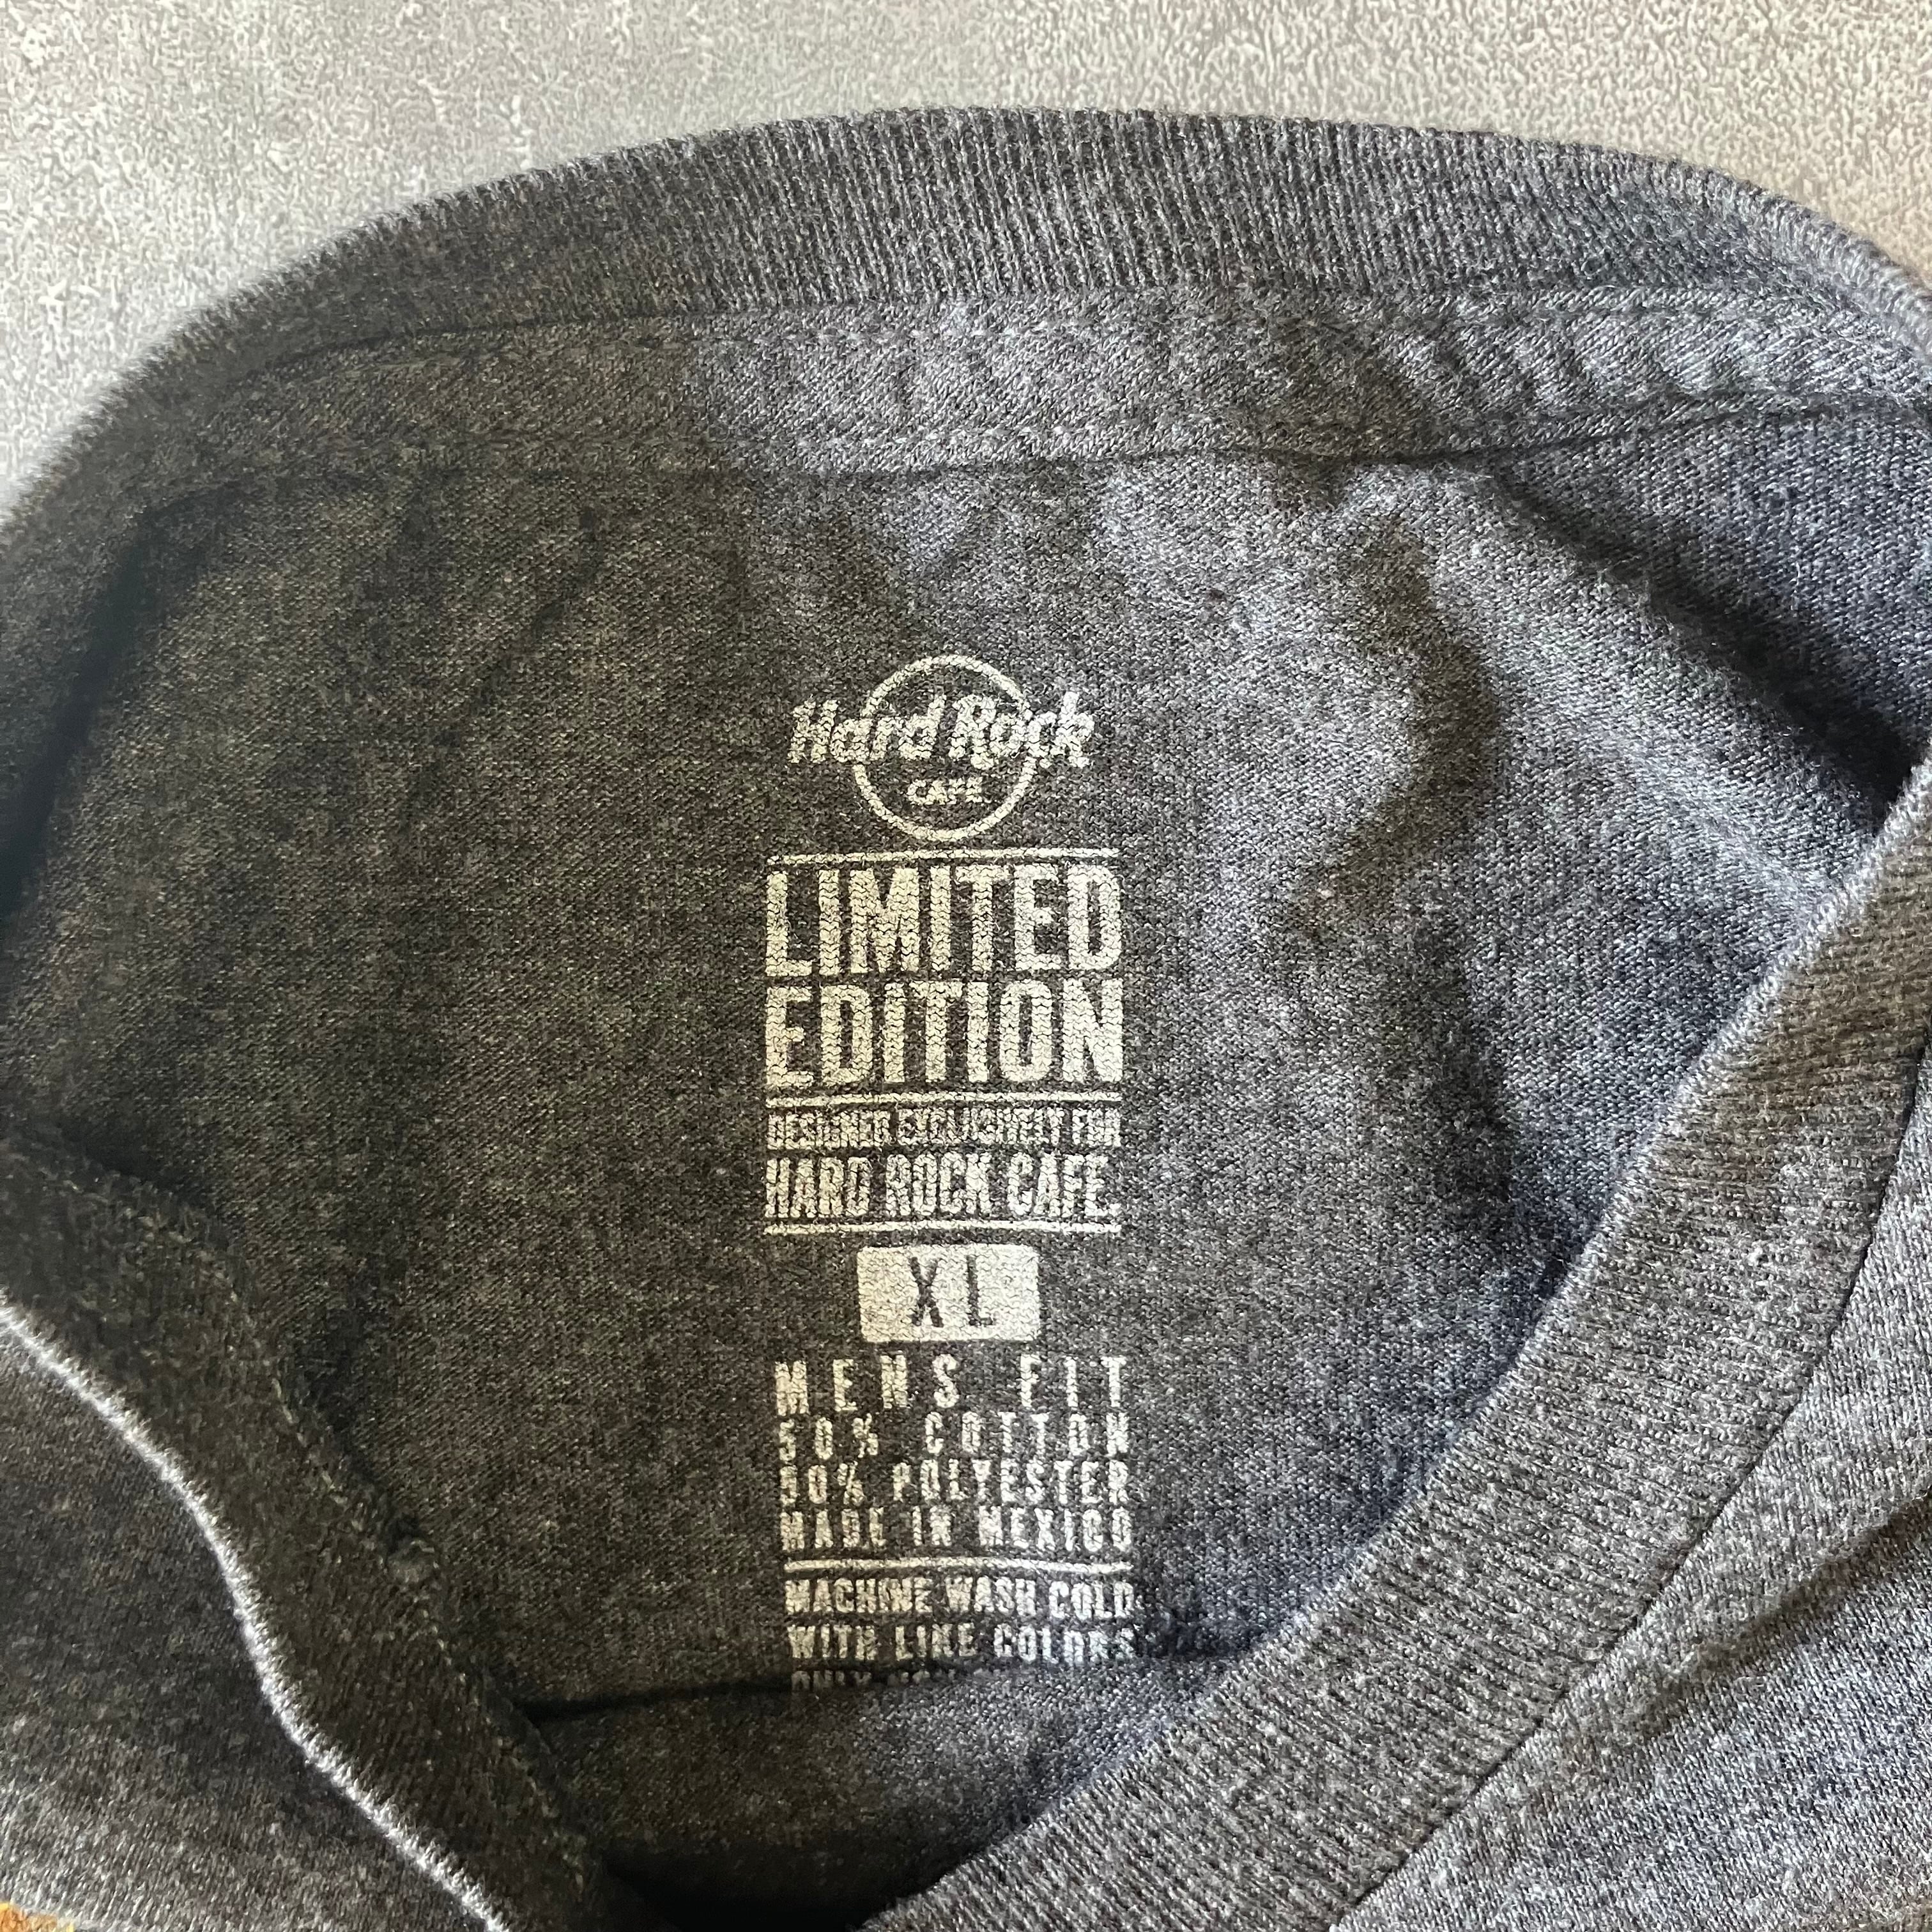 Hard Rock
CAFE
LIMITED
EDITION
DESIGNED EXCLUSIVELY FOR
HARD ROCK CAFE.
XL
MENS FIT
50% COTTON
50% POLYESTER
MADE IN MEXICO
MACHINE WASH COLD
WITH LIKE COLORS
ONLY